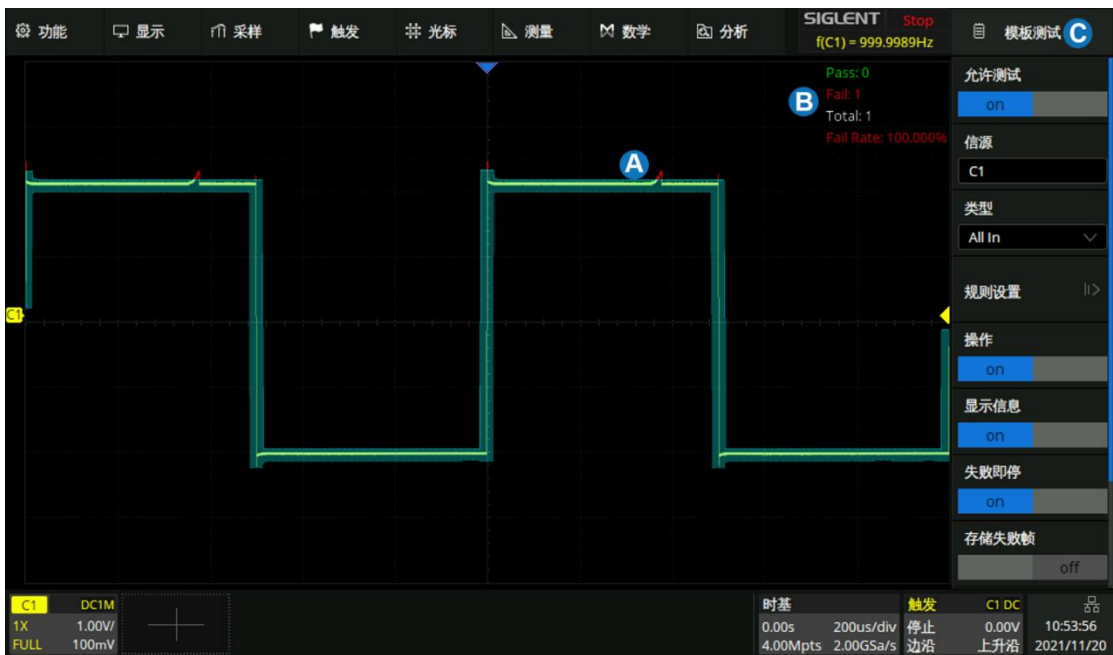 功能 显示 采样 触发 光标 测量 数学 分析
SIGLENT Stop
f(C1) = 999.9989Hz
模板测试 C
Pass: 0
B Fail: 1
Total: 1
Fail Rate: 100.000%
A
C1
允许测试
on
信源
C1
类型
All In
规则设置
操作
on
显示信息
on
失败即停
on
存储失败帧
off
C1 DC1M
1X 1.00V/
FULL 100mV
时基
0.00s 200us/div
4.00Mpts 2.00GSa/s
触发 C1 DC
停止 0.00V
边沿 上升沿
10:53:56
2021/11/20